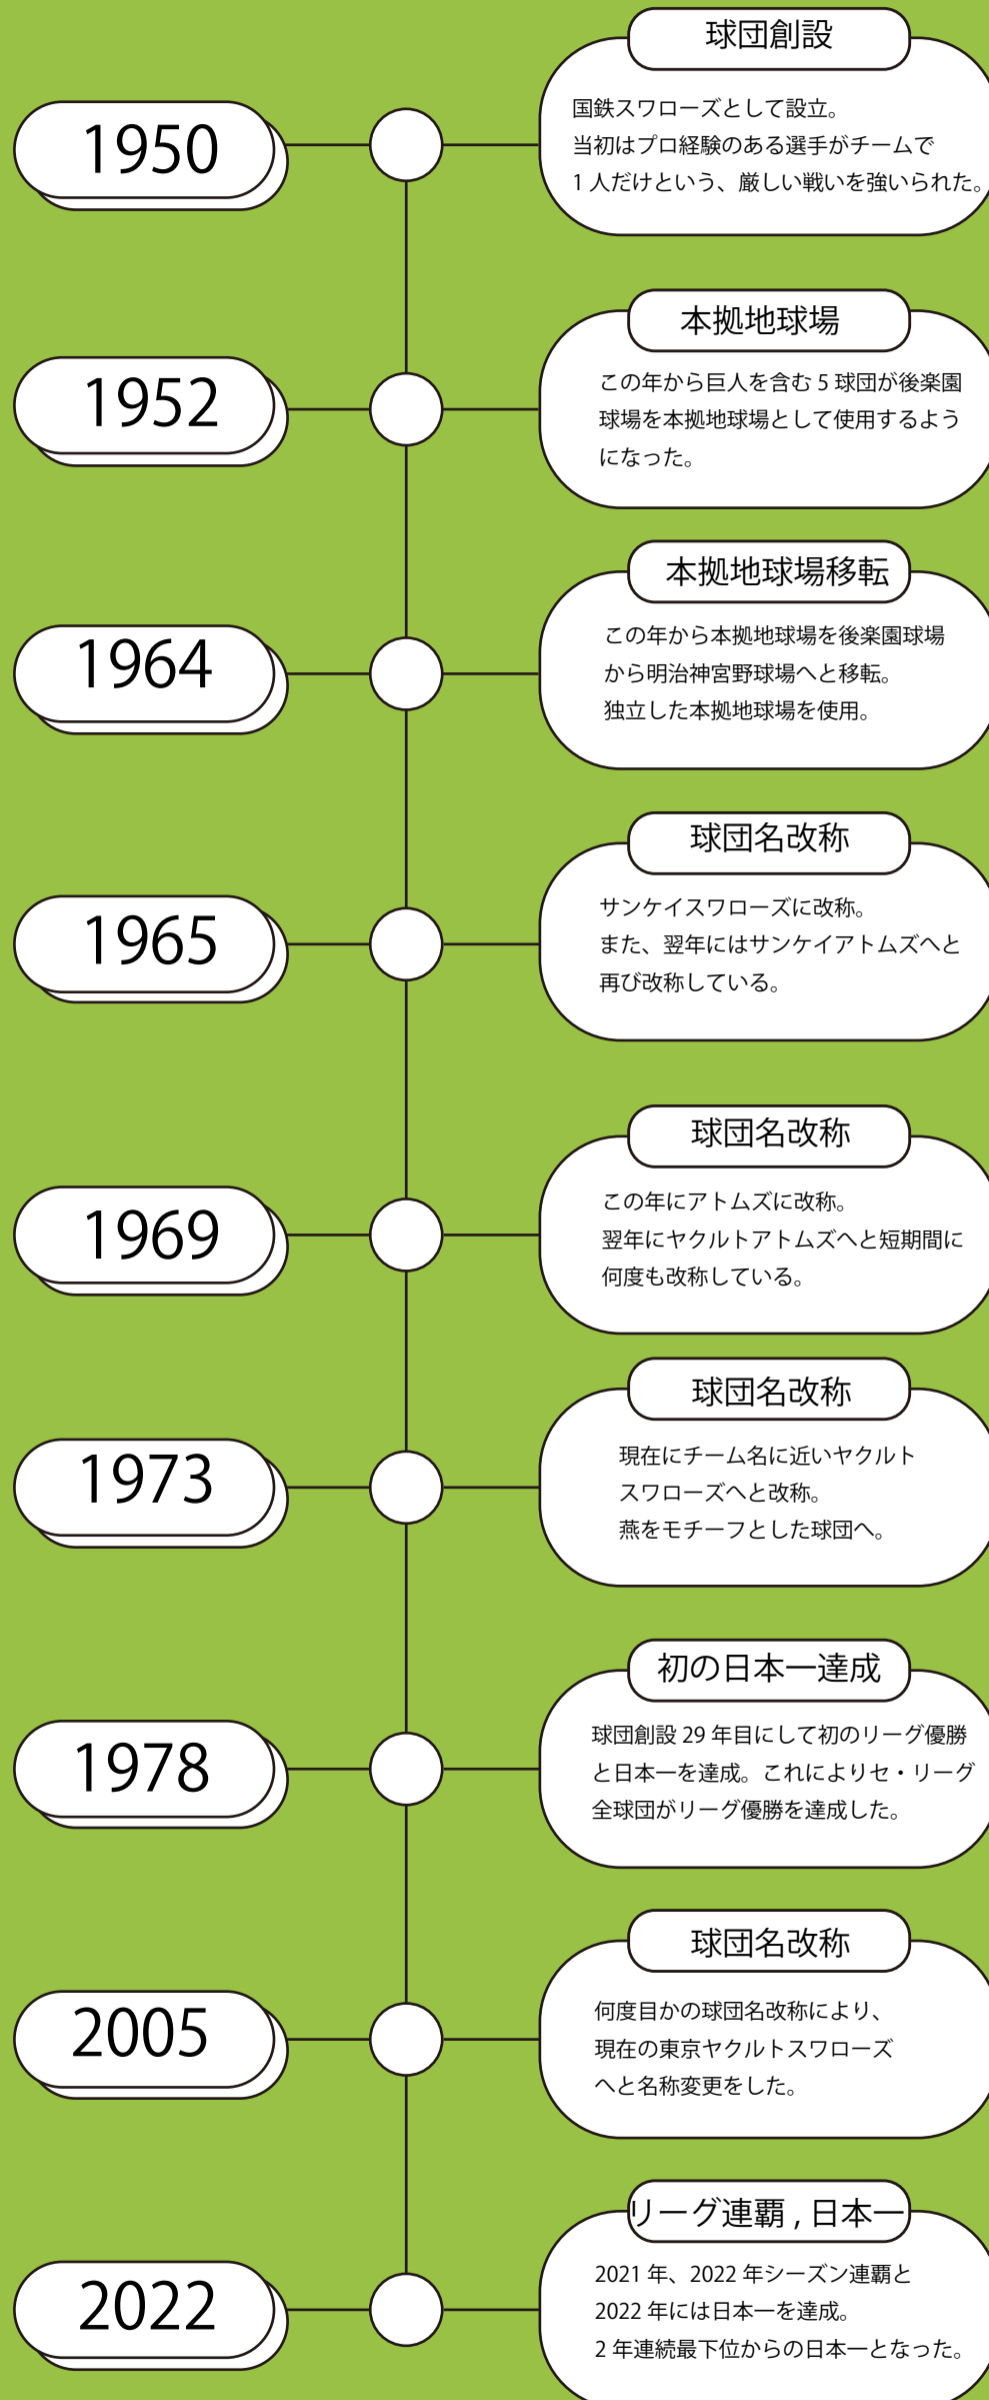 1950
球団創設
国鉄スワローズとして設立。
当初はプロ経験のある選手がチームで
1 人だけという、厳しい戦いを強いられた。
1952
本拠地球場
この年から巨人を含む 5 球団が後楽園
球場を本拠地球場として使用するよう
になった。
1964
本拠地球場移転
この年から本拠地球場を後楽園球場
から明治神宮野球場へと移転。
独立した本拠地球場を使用。
1965
球団名改称
サンケイスワローズに改称。
また、翌年にはサンケイアトムズへと
再び改称している。
1969
球団名改称
この年にアトムズに改称。
翌年にヤクルトアトムズへと短期間に
何度も改称している。
1973
球団名改称
現在にチーム名に近いヤクルト
スワローズへと改称。
燕をモチーフとした球団へ。
1978
初の日本一達成
球団創設 29 年目にして初のリーグ優勝
と日本一を達成。これによりセ・リーグ
全球団がリーグ優勝を達成した。
2005
球団名改称
何度目かの球団名改称により、
現在の東京ヤクルトスワローズ
へと名称変更をした。
2022
リーグ連覇 , 日本一
2021 年、2022 年シーズン連覇と
2022 年には日本一を達成。
2 年連続最下位からの日本一となった。